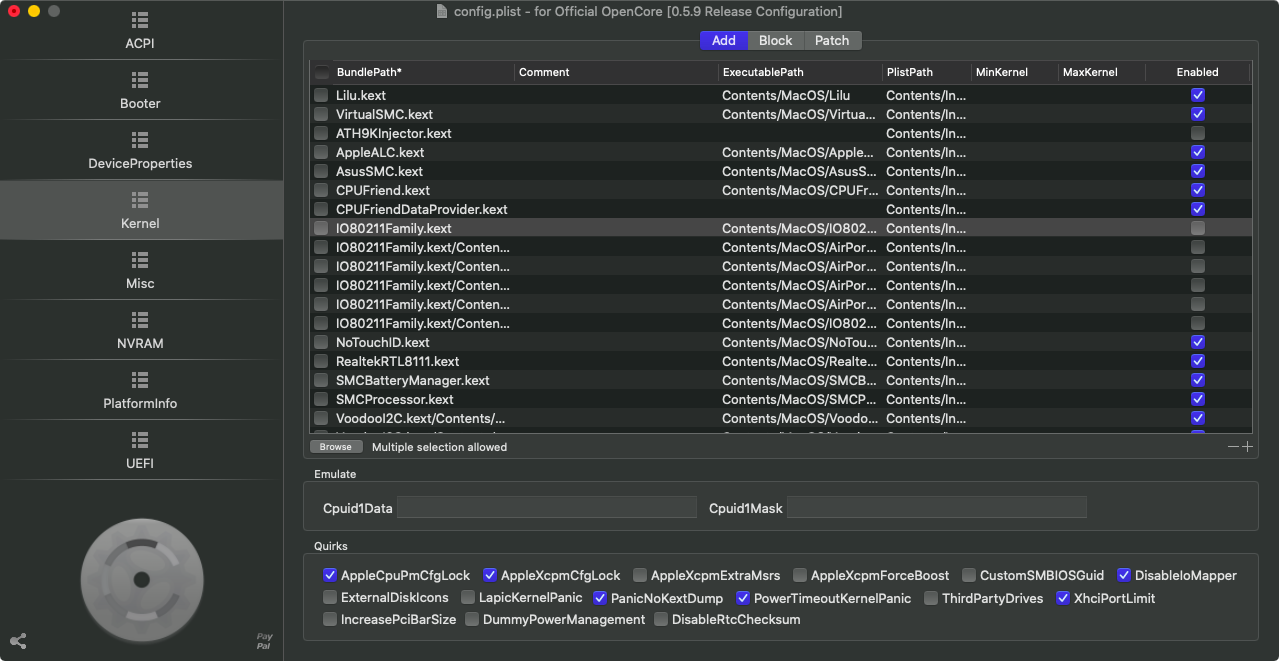 config.plist - for Official OpenCore [0.5.9 Release Configuration]
ACPI
Booter
DeviceProperties
Kernel
Misc
NVRAM
PlatformInfo
UEFI
Pay
Pal
Add Block Patch
BundlePath* Comment ExecutablePath PlistPath MinKernel MaxKernel Enabled
Lilu.kext Contents/MacOS/Lilu Contents/In...
VirtualSMC.kext Contents/MacOS/Virtua... Contents/In...
ATH9KInjector.kext Contents/In...
AppleALC.kext Contents/MacOS/Apple... Contents/In...
AsusSMC.kext Contents/MacOS/AsusS... Contents/In...
CPUFriend.kext Contents/MacOS/CPUFr... Contents/In...
CPUFriendDataProvider.kext Contents/In...
IO80211Family.kext Contents/MacOS/IO802... Contents/In...
IO80211Family.kext/Conten... Contents/MacOS/AirPor... Contents/In...
IO80211Family.kext/Conten... Contents/MacOS/AirPor... Contents/In...
IO80211Family.kext/Conten... Contents/MacOS/AirPor... Contents/In...
IO80211Family.kext/Conten... Contents/MacOS/AirPor... Contents/In...
IO80211Family.kext/Conten... Contents/MacOS/IO802... Contents/In...
NoTouchID.kext Contents/MacOS/NoTou... Contents/In...
RealtekRTL8111.kext Contents/MacOS/Realte... Contents/In...
SMCBatteryManager.kext Contents/MacOS/SMCB... Contents/In...
SMCProcessor.kext Contents/MacOS/SMCP... Contents/In...
VoodooI2C.kext/Contents/... Contents/MacOS/Voodo... Contents/In...
Browse Multiple selection allowed
Emulate
Cpuid1Data Cpuid1Mask
Quirks
AppleCpuPmCfgLock AppleXcpmCfgLock AppleXcpmExtraMsrs AppleXcpmForceBoost CustomSMBIOSGuid DisableIoMapper
ExternalDiskIcons LapicKernelPanic PanicNoKextDump PowerTimeoutKernelPanic ThirdPartyDrives XhciPortLimit
IncreasePciBarSize DummyPowerManagement DisableRtcChecksum